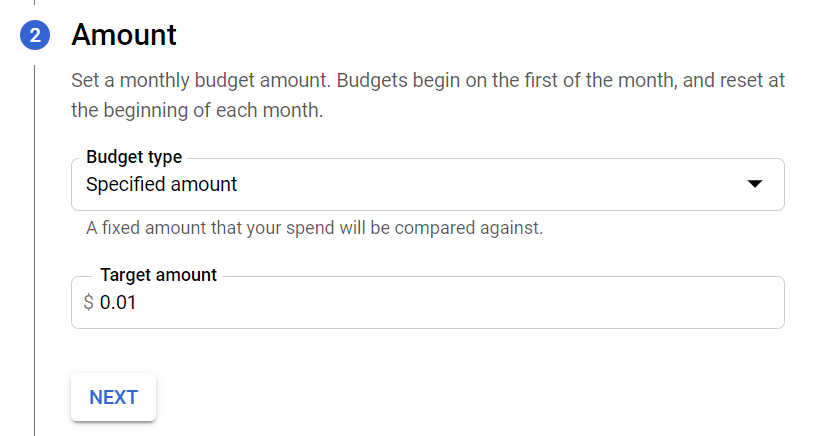 2 Amount
Set a monthly budget amount. Budgets begin on the first of the month, and reset at
the beginning of each month.
Budget type
Specified amount
A fixed amount that your spend will be compared against.
Target amount
$ 0.01
NEXT